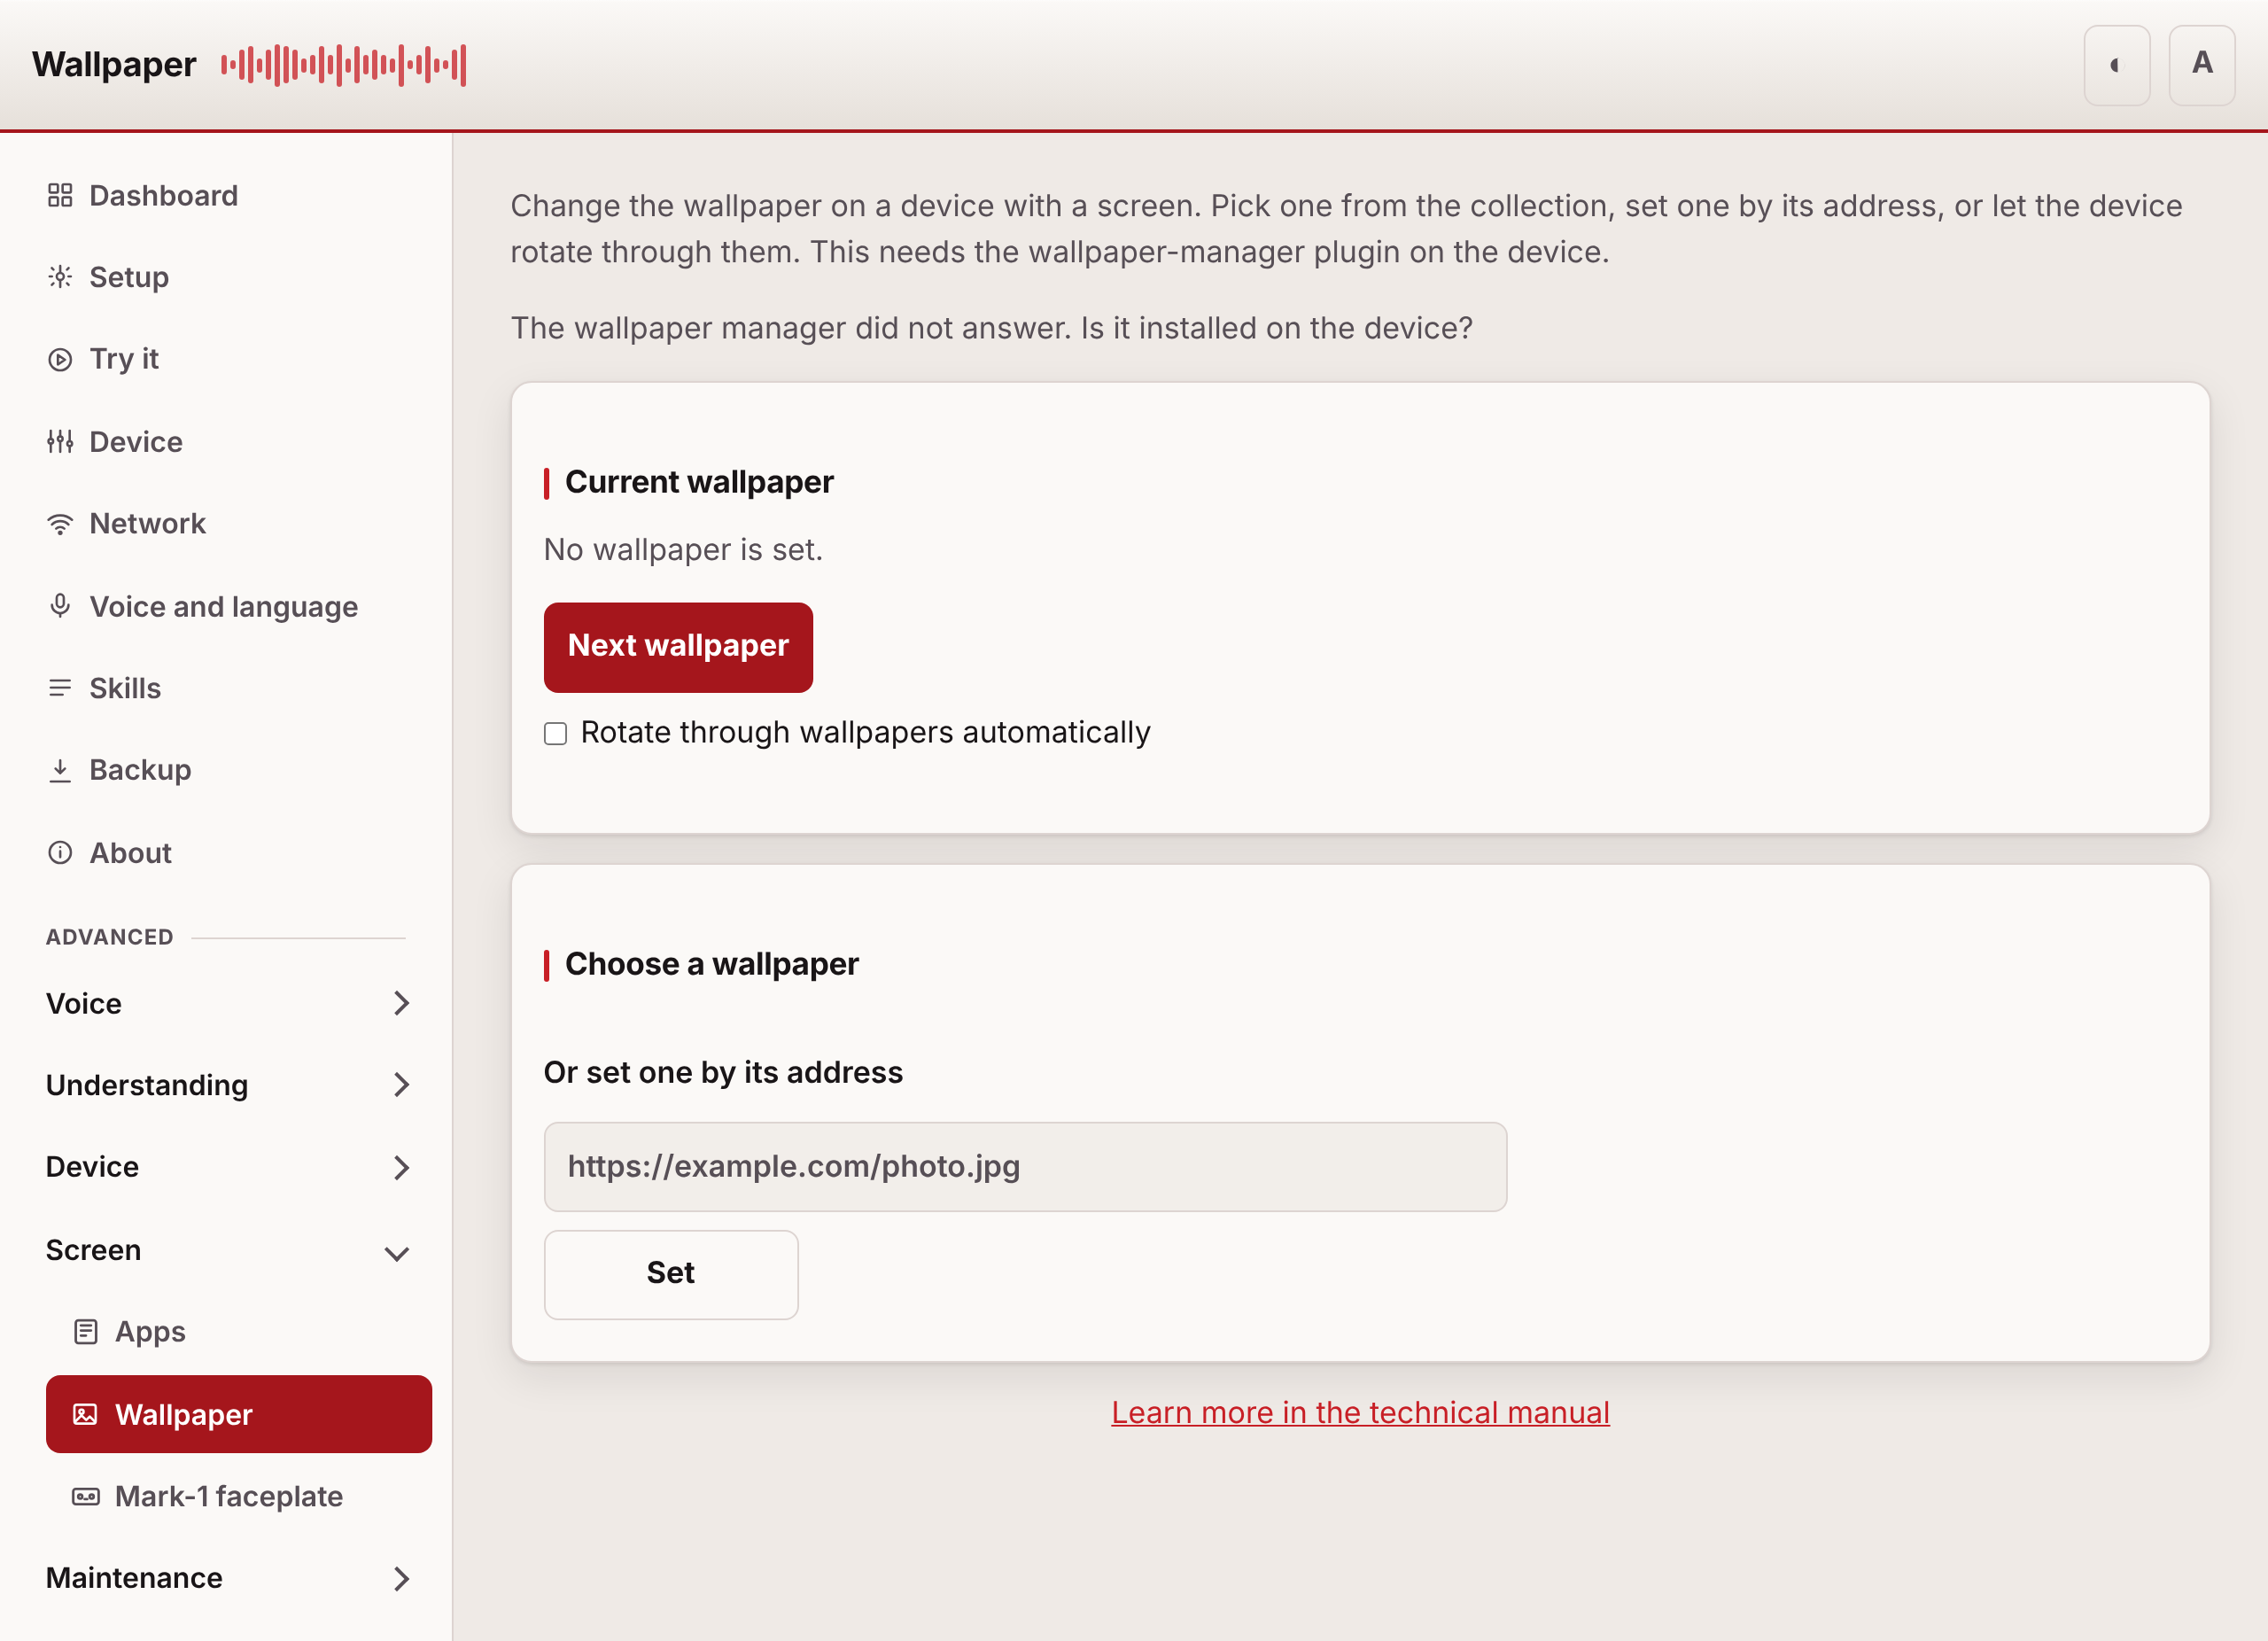 Wallpaper
A
Dashboard
Setup
Try it
Device
Network
Voice and language
Skills
Backup
About
ADVANCED
Voice
Understanding
Device
Screen
Apps
Wallpaper
Mark-1 faceplate
Maintenance
Change the wallpaper on a device with a screen. Pick one from the collection, set one by its address, or let the device
rotate through them. This needs the wallpaper-manager plugin on the device.
The wallpaper manager did not answer. Is it installed on the device?
Current wallpaper
No wallpaper is set.
Next wallpaper
Rotate through wallpapers automatically
Choose a wallpaper
Or set one by its address
https://example.com/photo.jpg
Set
Learn more in the technical manual